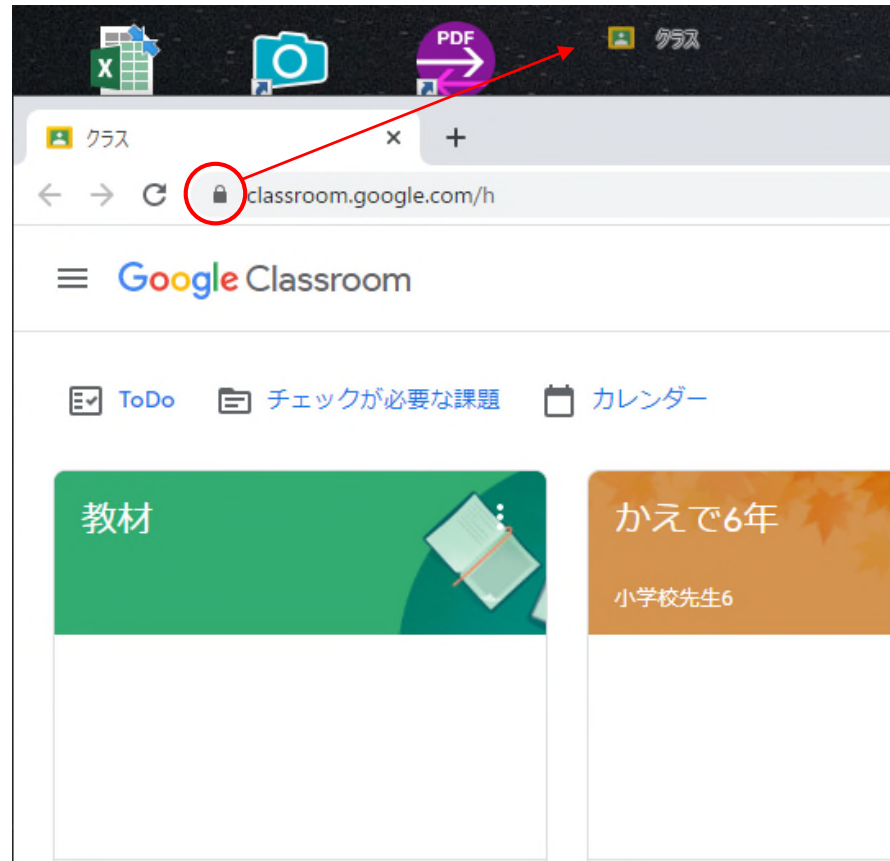 PDF
クラス
X
クラス
classroom.google.com/h
Google Classroom
ToDo チェックが必要な課題 カレンダー
教材
かえで6年
小学校先生6